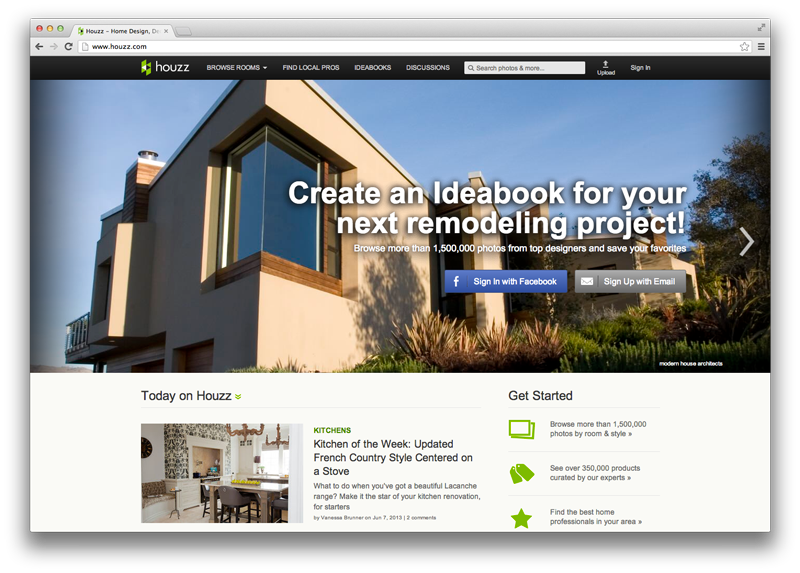 Houzz – Home Design, De
www.houzz.com
houzz
BROWSE ROOMS
FIND LOCAL PROS
IDEABOOKS
DISCUSSIONS
Search photos & more...
Upload
Sign In
Create an Ideabook for your
next remodeling project!
Browse more than 1,500,000 photos from top designers and save your favorites
f
Sign In with Facebook
Sign Up with Email
modern house architects
Today on Houzz
KITCHENS
Kitchen of the Week: Updated
French Country Style Centered on
a Stove
What to do when you've got a beautiful Lacanche
range? Make it the star of your kitchen renovation,
for starters
by Vanessa Brunner on Jun 7, 2013 | 2 comments
Get Started
Browse more than 1,500,000
photos by room & style »
See over 350,000 products
curated by our experts »
Find the best home
professionals in your area »